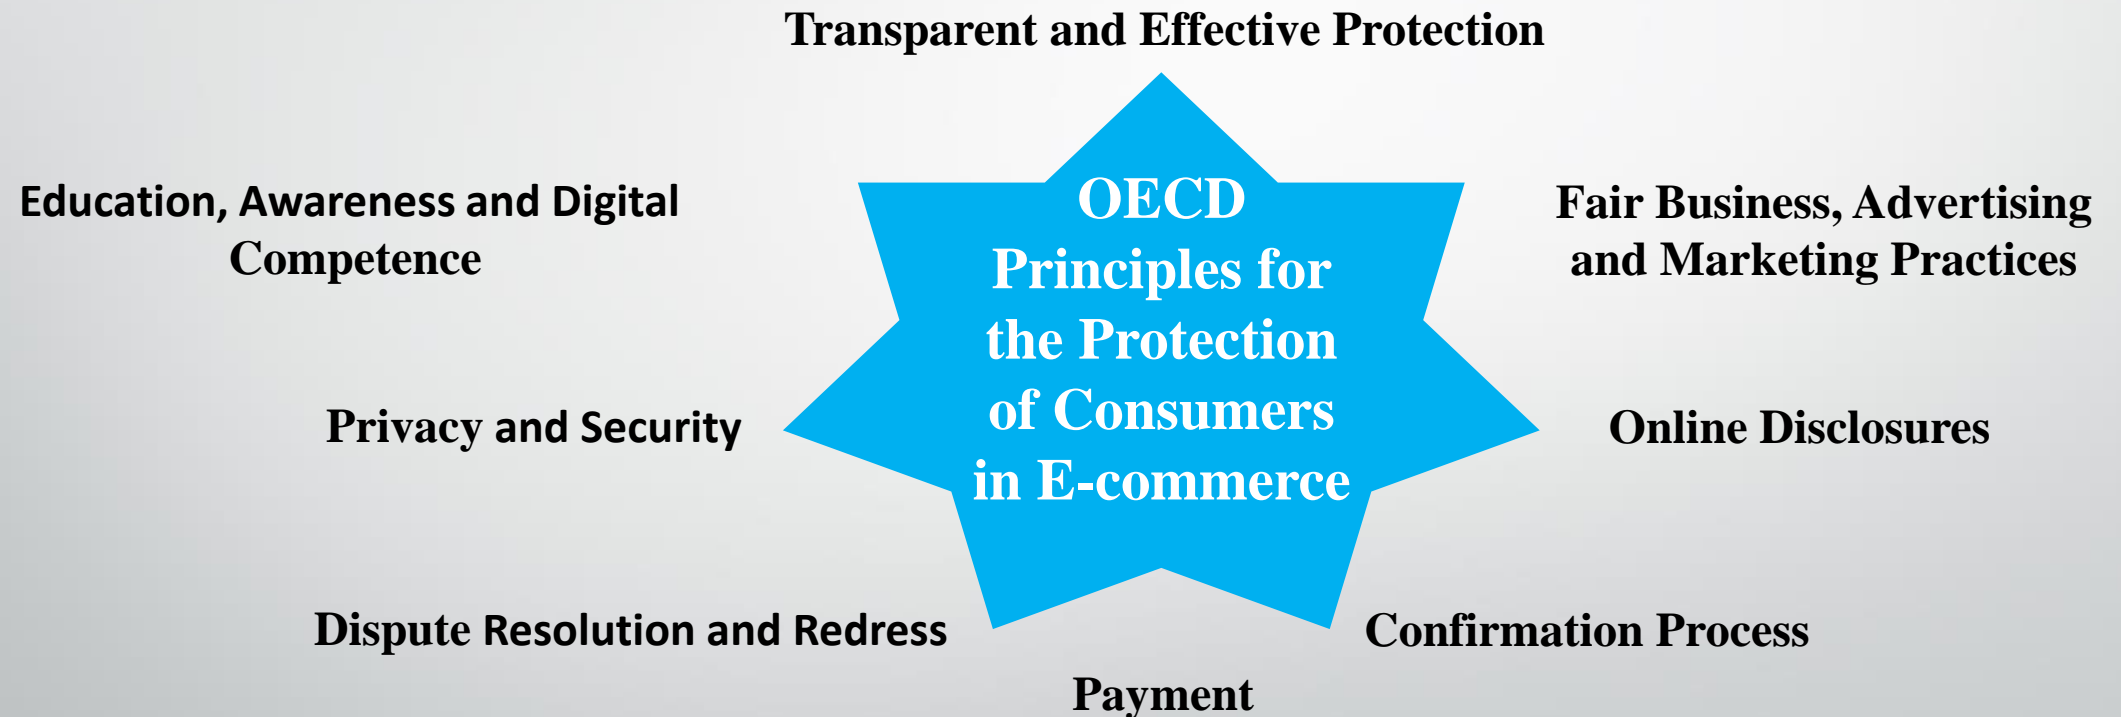 Transparent and Effective Protection
Education, Awareness and Digital
Competence
OECD
Principles for
the Protection
of Consumers
in E-commerce
Fair Business, Advertising
and Marketing Practices
Privacy and Security
Online Disclosures
Dispute Resolution and Redress
Confirmation Process
Payment